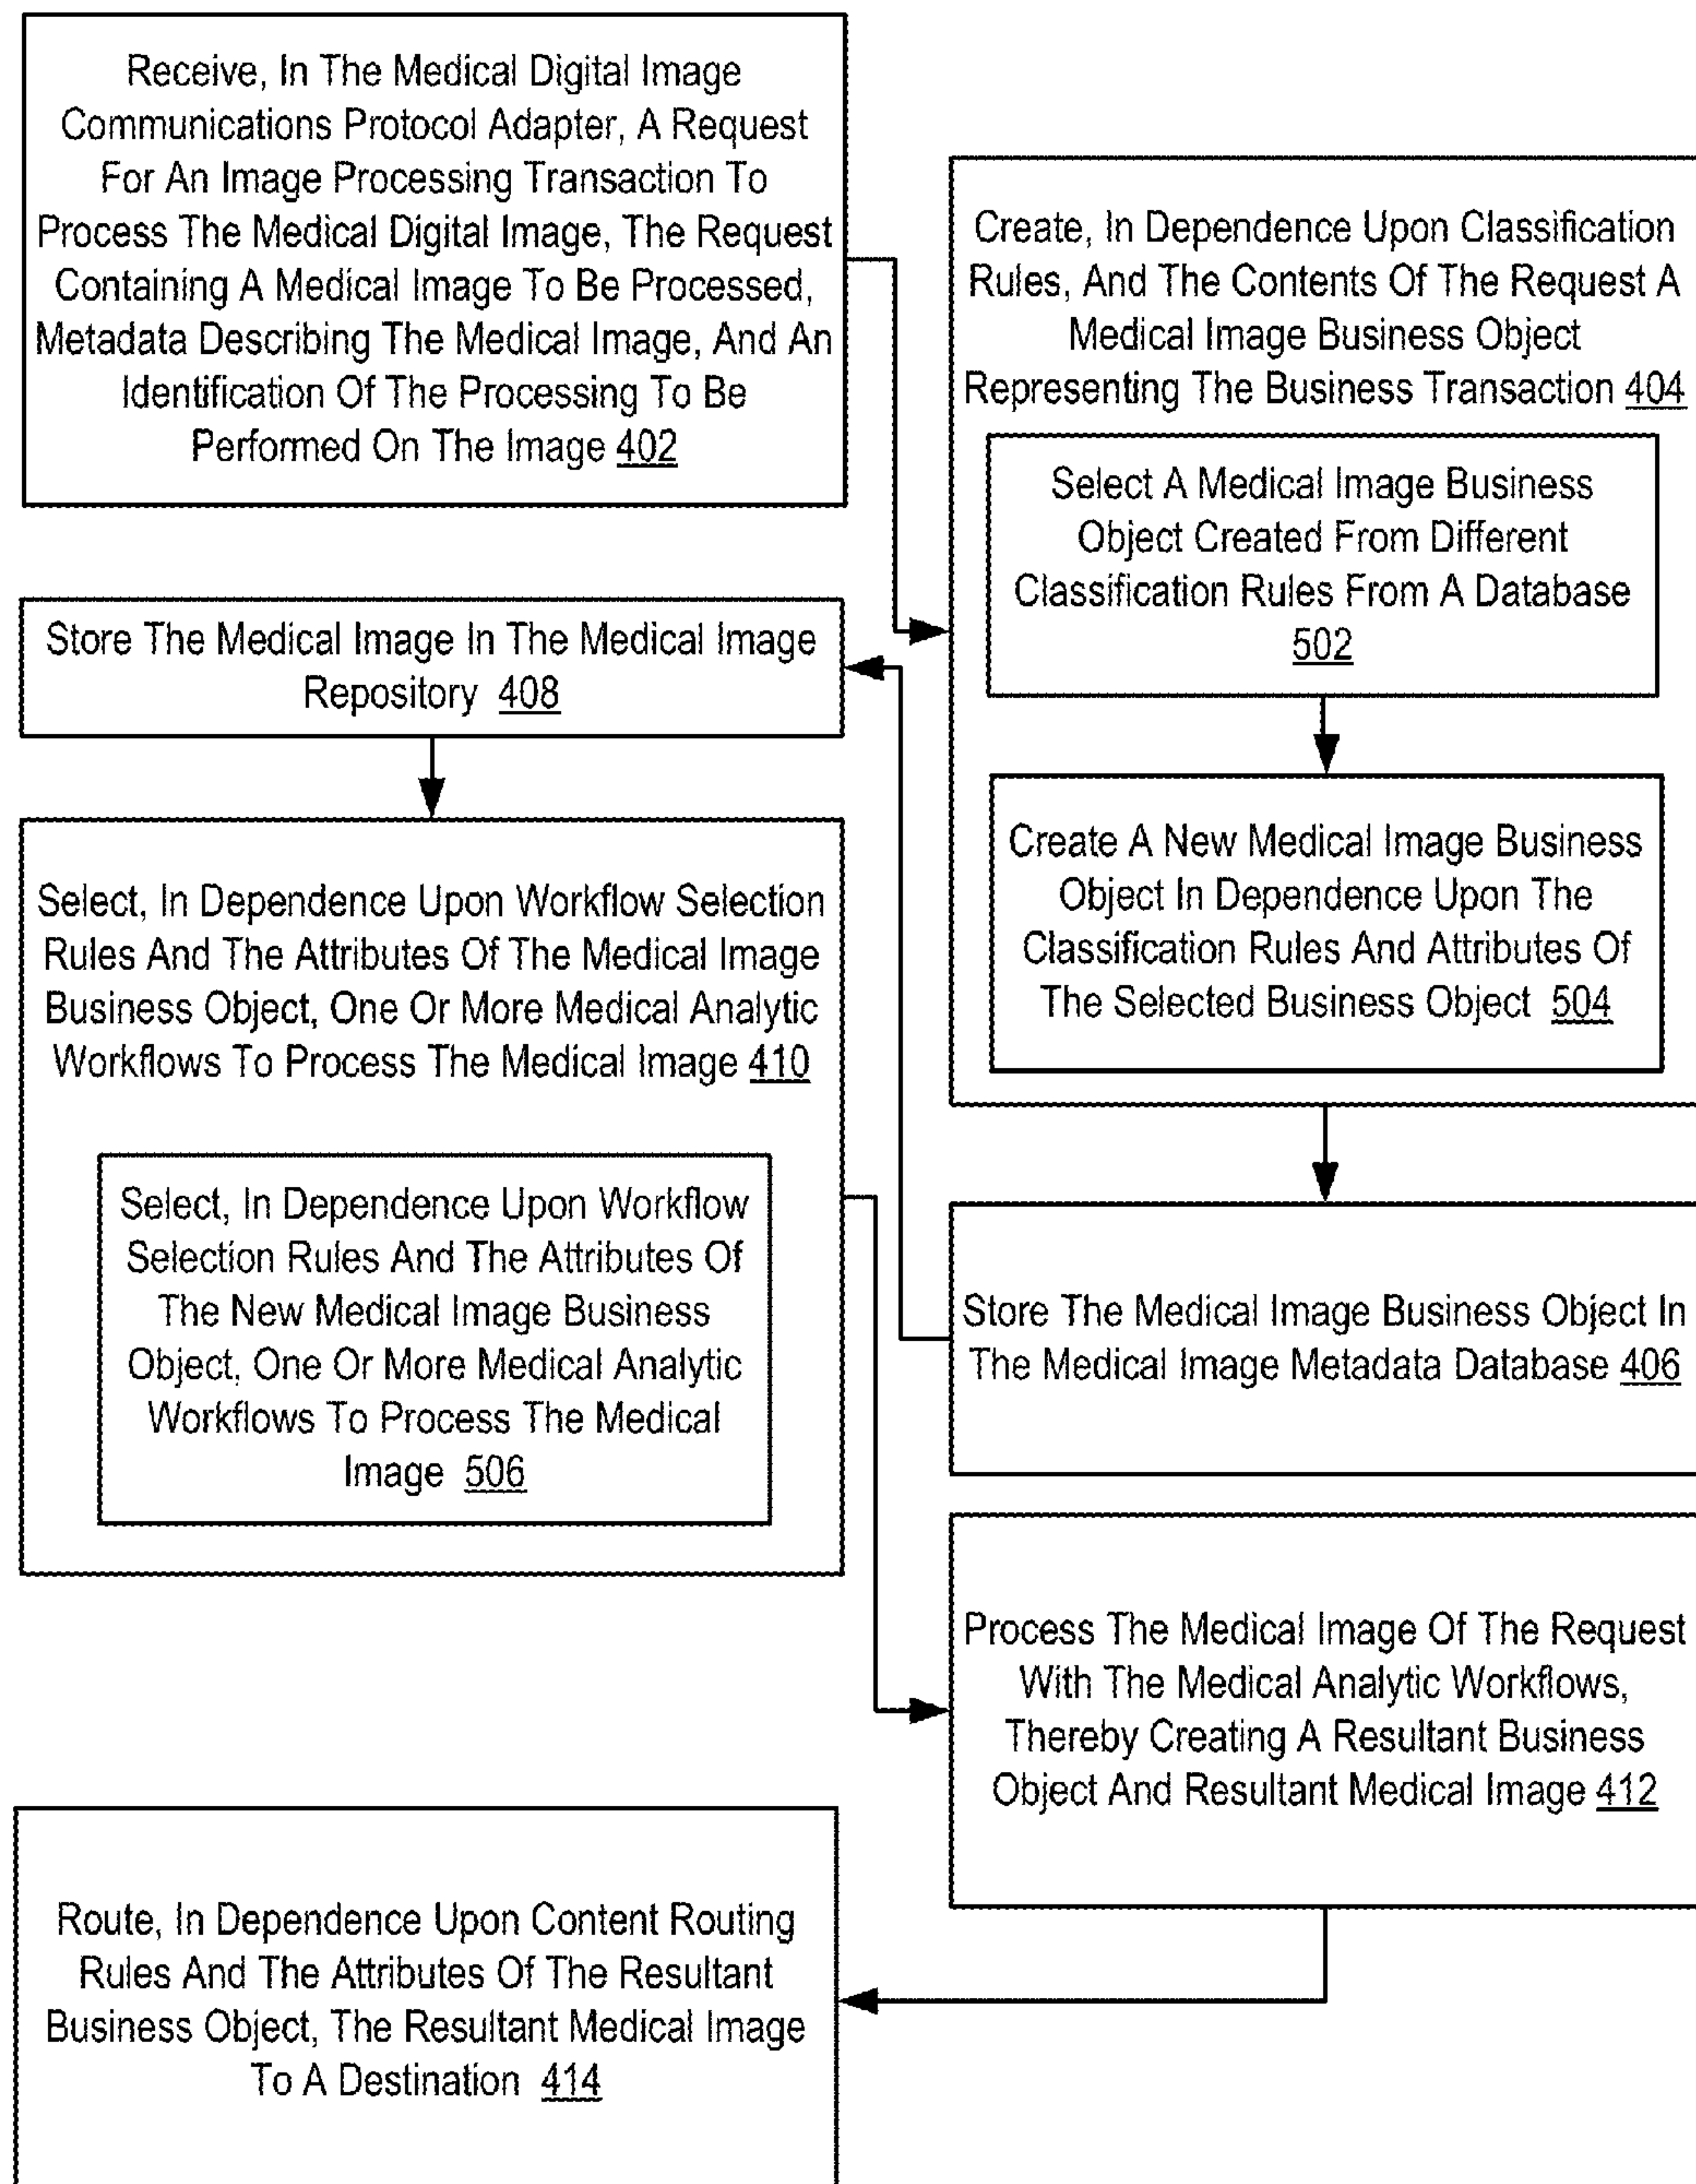 Receive, In The Medical Digital Image
Communications Protocol Adapter, A Request
For An Image Processing Transaction To
Process The Medical Digital Image, The Request
Containing A Medical Image To Be Processed,
Metadata Describing The Medical Image, And An
Identification Of The Processing To Be
Performed On The Image 402
Create, In Dependence Upon Classification
Rules, And The Contents Of The Request A
Medical Image Business Object
Representing The Business Transaction 404
Select A Medical Image Business
Object Created From Different
Classification Rules From A Database
502
Create A New Medical Image Business
Object In Dependence Upon The
Classification Rules And Attributes Of
The Selected Business Object 504
Store The Medical Image Business Object In
The Medical Image Metadata Database 406
Store The Medical Image In The Medical Image
Repository 408
Select, In Dependence Upon Workflow Selection
Rules And The Attributes Of The Medical Image
Business Object, One Or More Medical Analytic
Workflows To Process The Medical Image 410
Select, In Dependence Upon Workflow
Selection Rules And The Attributes Of
The New Medical Image Business
Object, One Or More Medical Analytic
Workflows To Process The Medical
Image 506
Process The Medical Image Of The Request
With The Medical Analytic Workflows,
Thereby Creating A Resultant Business
Object And Resultant Medical Image 412
Route, In Dependence Upon Content Routing
Rules And The Attributes Of The Resultant
Business Object, The Resultant Medical Image
To A Destination 414